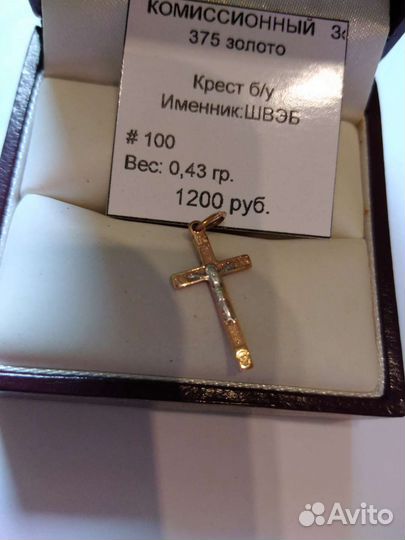 КОМИССИОННЫЙ
375 золото
Крест б/у
Именник:ШВЭБ
# 100
Вес: 0,43 гр.
1200 руб.
Avito